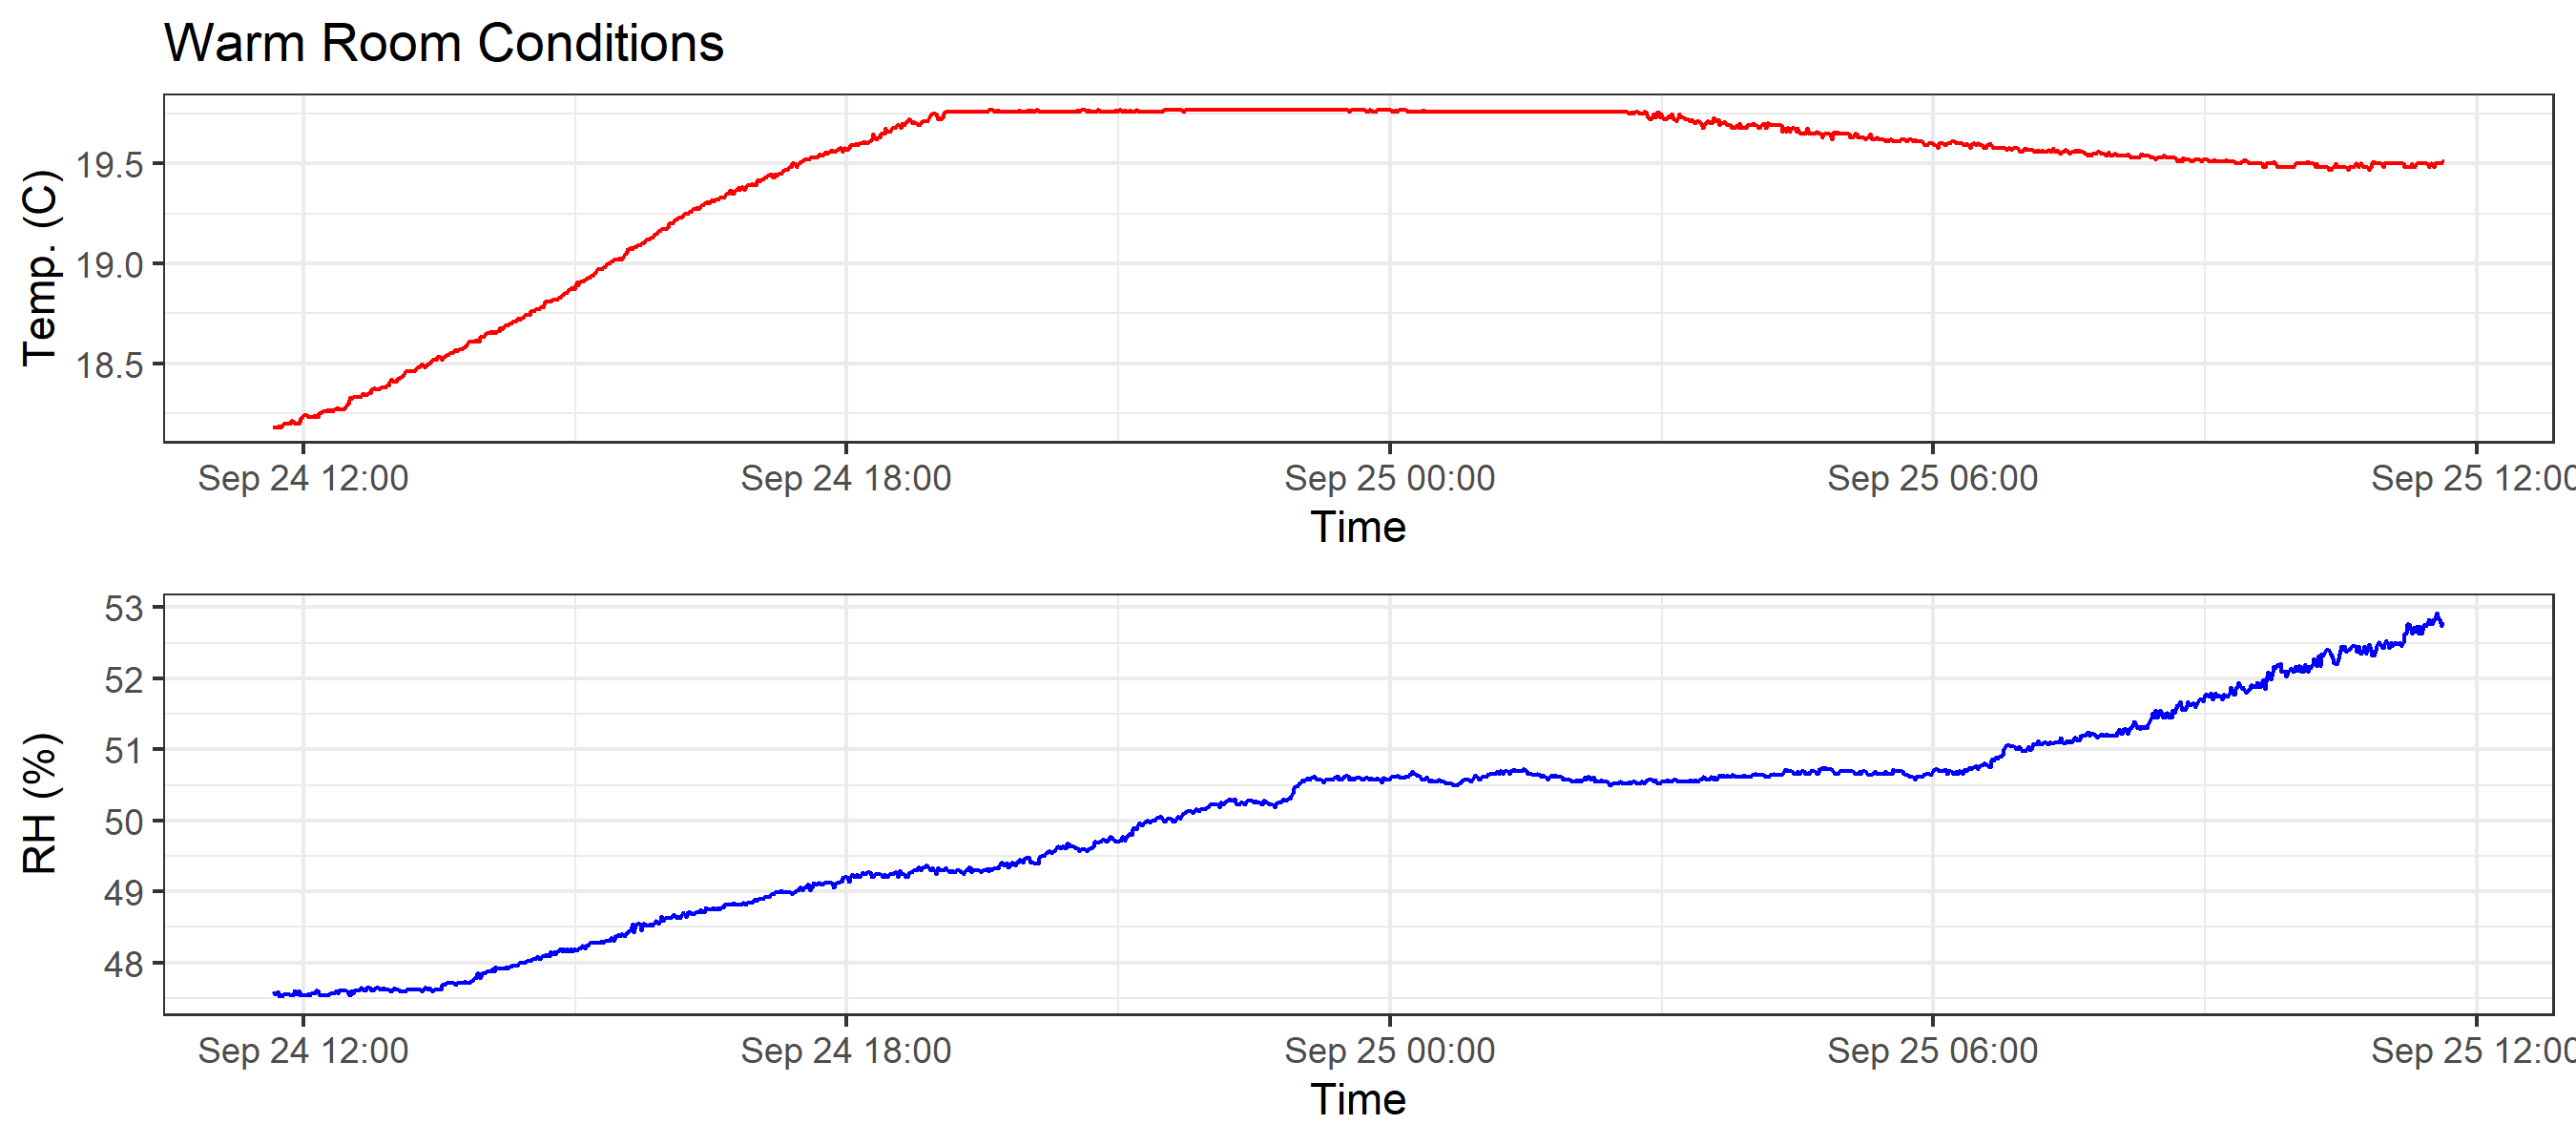 Warm Room Conditions
Temp. (C)
19.5
19.0
18.5
Sep 24 12:00 Sep 24 18:00 Sep 25 00:00 Sep 25 06:00 Sep 25 12:00
Time
RH (%)
53
52
51
50
49
48
Sep 24 12:00 Sep 24 18:00 Sep 25 00:00 Sep 25 06:00 Sep 25 12:00
Time